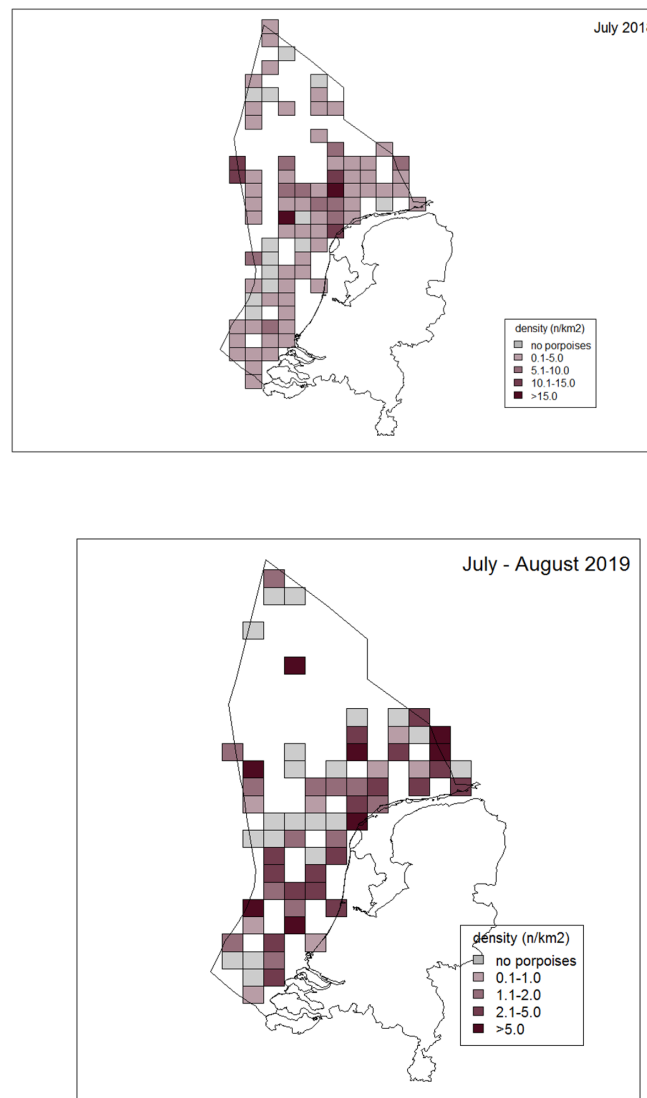 July 2018
density (n/km2)
no porpoises
0.1-5.0
5.1-10.0
10.1-15.0
>15.0
July - August 2019
density (n/km2)
no porpoises
0.1-1.0
1.1-2.0
2.1-5.0
>5.0